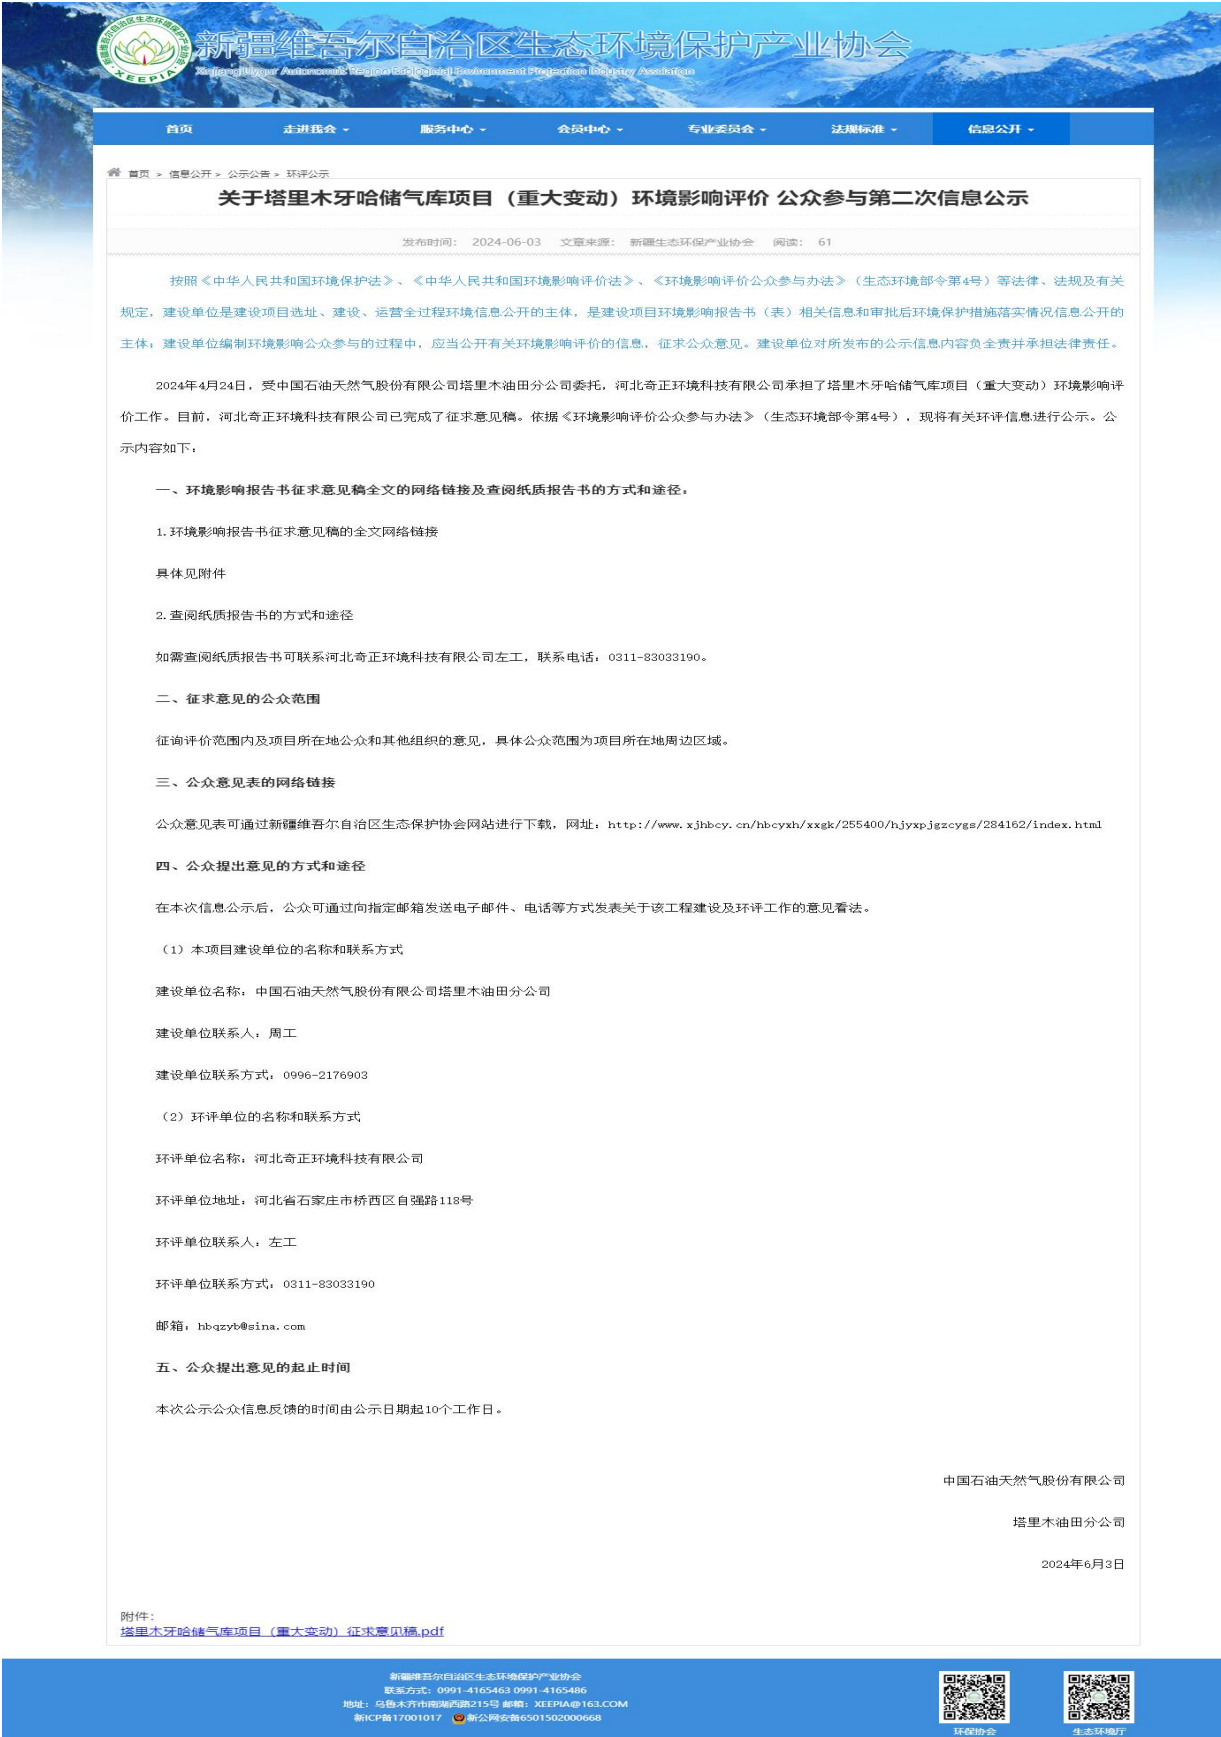 新疆维吾尔自治区生态环境保护产业协会
Xinjiang Uygur Autonomous Region Ecological Environment Protection Industry Association
XEEPIA
首页 走进我会 服务中心 会员中心 专业委员会 法规标准 信息公开
首页 > 信息公开 > 公示公告 > 环评公示
关于塔里木牙哈储气库项目（重大变动）环境影响评价 公众参与第二次信息公示
发布时间： 2024-06-03 文章来源： 新疆生态环保产业协会 阅读： 61
按照《中华人民共和国环境保护法》、《中华人民共和国环境影响评价法》、《环境影响评价公众参与办法》（生态环境部令第4号）等法律、法规及有关
规定，建设单位是建设项目选址、建设、运营全过程环境信息公开的主体，是建设项目环境影响报告书（表）相关信息和审批后环境保护措施落实情况信息公开的
主体；建设单位编制环境影响公众参与的过程中，应当公开有关环境影响评价的信息，征求公众意见。建设单位对所发布的公示信息内容负全责并承担法律责任。
2024年4月24日，受中国石油天然气股份有限公司塔里木油田分公司委托，河北奇正环境科技有限公司承担了塔里木牙哈储气库项目（重大变动）环境影响评
价工作。目前，河北奇正环境科技有限公司已完成了征求意见稿。依据《环境影响评价公众参与办法》（生态环境部令第4号），现将有关环评信息进行公示。公
示内容如下：
一、环境影响报告书征求意见稿全文的网络链接及查阅纸质报告书的方式和途径：
1.环境影响报告书征求意见稿的全文网络链接
具体见附件
2.查阅纸质报告书的方式和途径
如需查阅纸质报告书可联系河北奇正环境科技有限公司左工，联系电话：0311-83033190。
二、征求意见的公众范围
征询评价范围内及项目所在地公众和其他组织的意见，具体公众范围为项目所在地周边区域。
三、公众意见表的网络链接
公众意见表可通过新疆维吾尔自治区生态保护协会网站进行下载，网址：http://www.xjhbcy.cn/hbcyxh/xxgk/255400/hjyxpjgzcygs/284162/index.html
四、公众提出意见的方式和途径
在本次信息公示后，公众可通过向指定邮箱发送电子邮件、电话等方式发表关于该工程建设及环评工作的意见看法。
（1）本项目建设单位的名称和联系方式
建设单位名称：中国石油天然气股份有限公司塔里木油田分公司
建设单位联系人：周工
建设单位联系方式：0996-2176903
（2）环评单位的名称和联系方式
环评单位名称：河北奇正环境科技有限公司
环评单位地址：河北省石家庄市桥西区自强路118号
环评单位联系人：左工
环评单位联系方式：0311-83033190
邮箱：hbqzyb@sina.com
五、公众提出意见的起止时间
本次公示公众信息反馈的时间由公示日期起10个工作日。
中国石油天然气股份有限公司
塔里木油田分公司
2024年6月3日
附件：
塔里木牙哈储气库项目（重大变动）征求意见稿.pdf
新疆维吾尔自治区生态环境保护产业协会
联系方式：0991-4165463 0991-4165486
地址：乌鲁木齐市南湖西路215号 邮箱：XEEPIA@163.COM
新ICP备17001017 新公网安备6501502000668
环保协会 生态环境厅